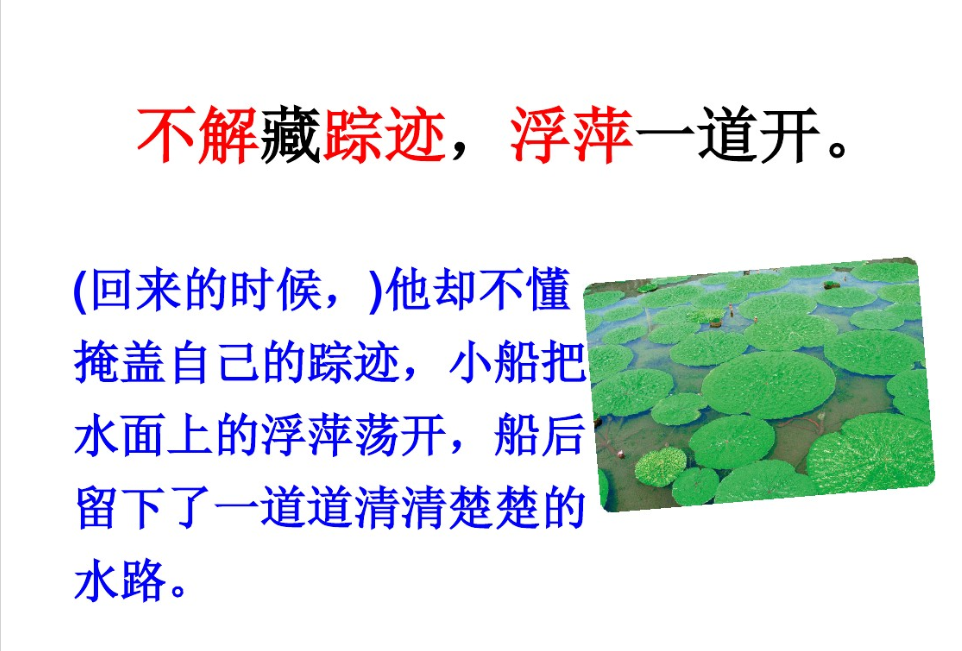 不解藏踪迹，浮萍一道开。
(回来的时候，)他却不懂
掩盖自己的踪迹，小船把
水面上的浮萍荡开，船后
留下了一道道清清楚楚的
水路。